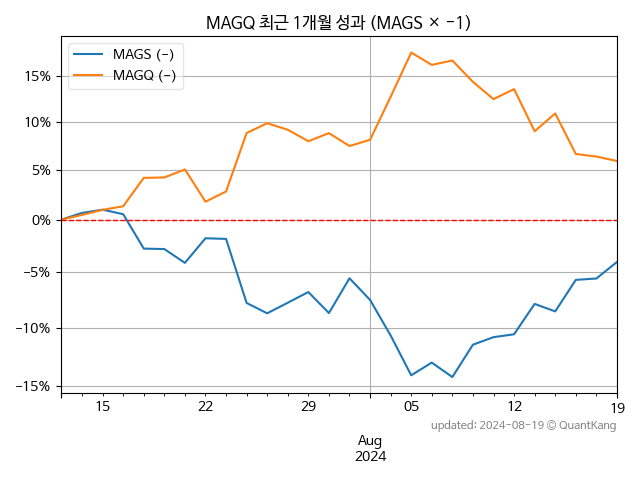 MAGQ 최근 1개월 성과 (MAGS × -1)
MAGS (-)
MAGQ (-)
15%
10%
5%
0%
-5%
-10%
-15%
15 22 29 05 12 19
updated: 2024-08-19 © QuantKang
Aug
2024